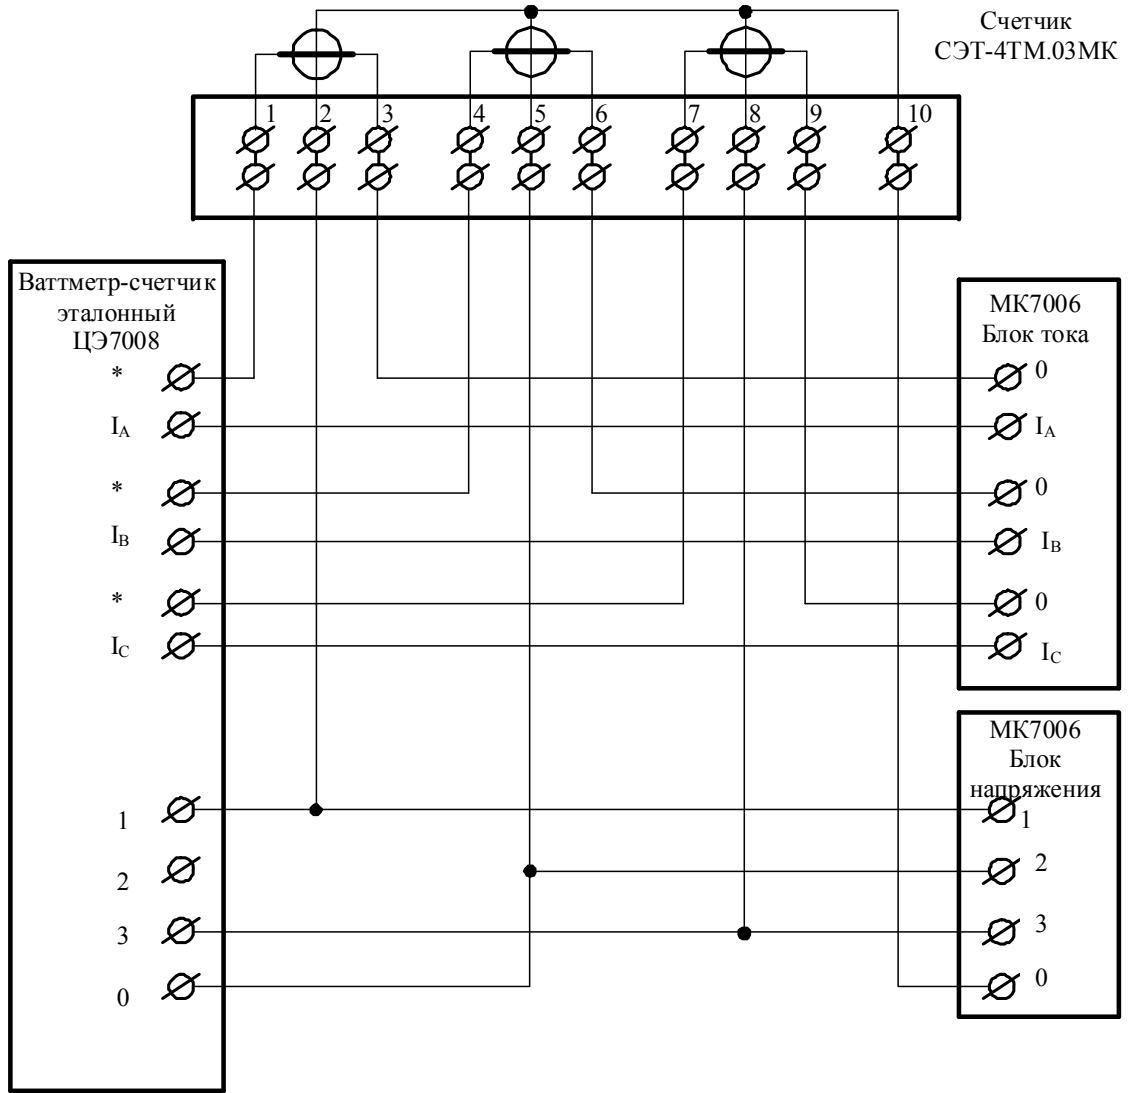 Счетчик
СЭТ-4ТМ.03МК
1 2 3 4 5 6 7 8 9 10
Ваттметр-счетчик
эталонный
ЦЭ7008
*
IA
*
IB
*
IC
1
2
3
0
МК7006
Блок тока
0
IA
0
IB
0
IC
МК7006
Блок
напряжения
1
2
3
0